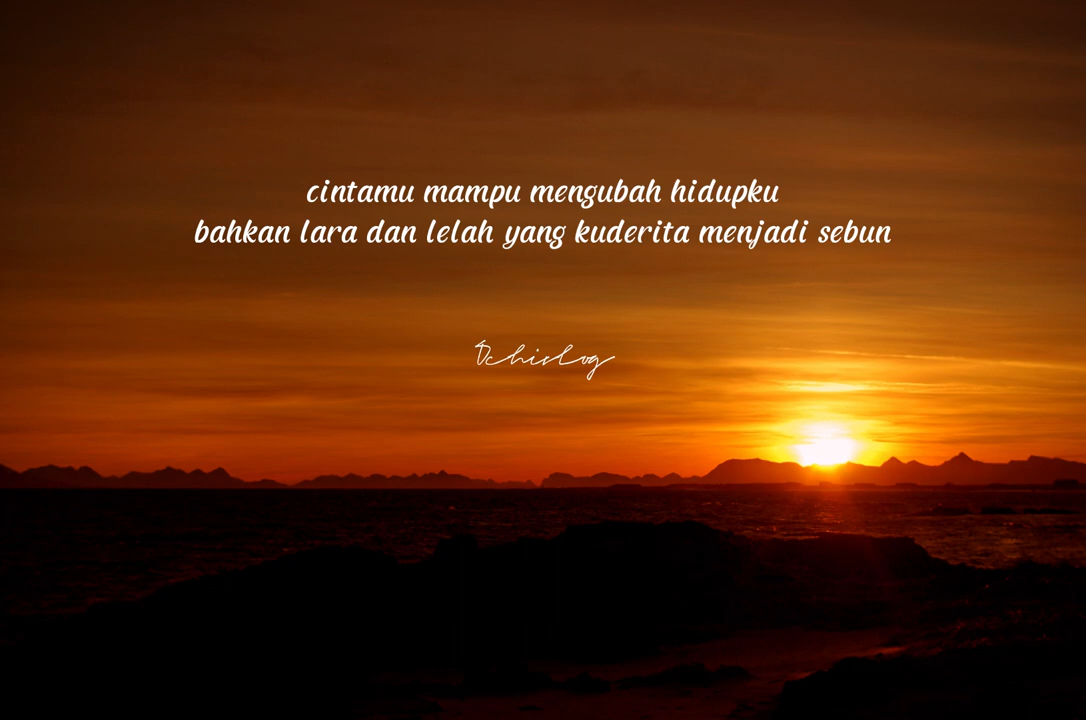 cintamu mampu mengubah hidupku
bahkan lara dan lelah yang kuderita menjadi sebun